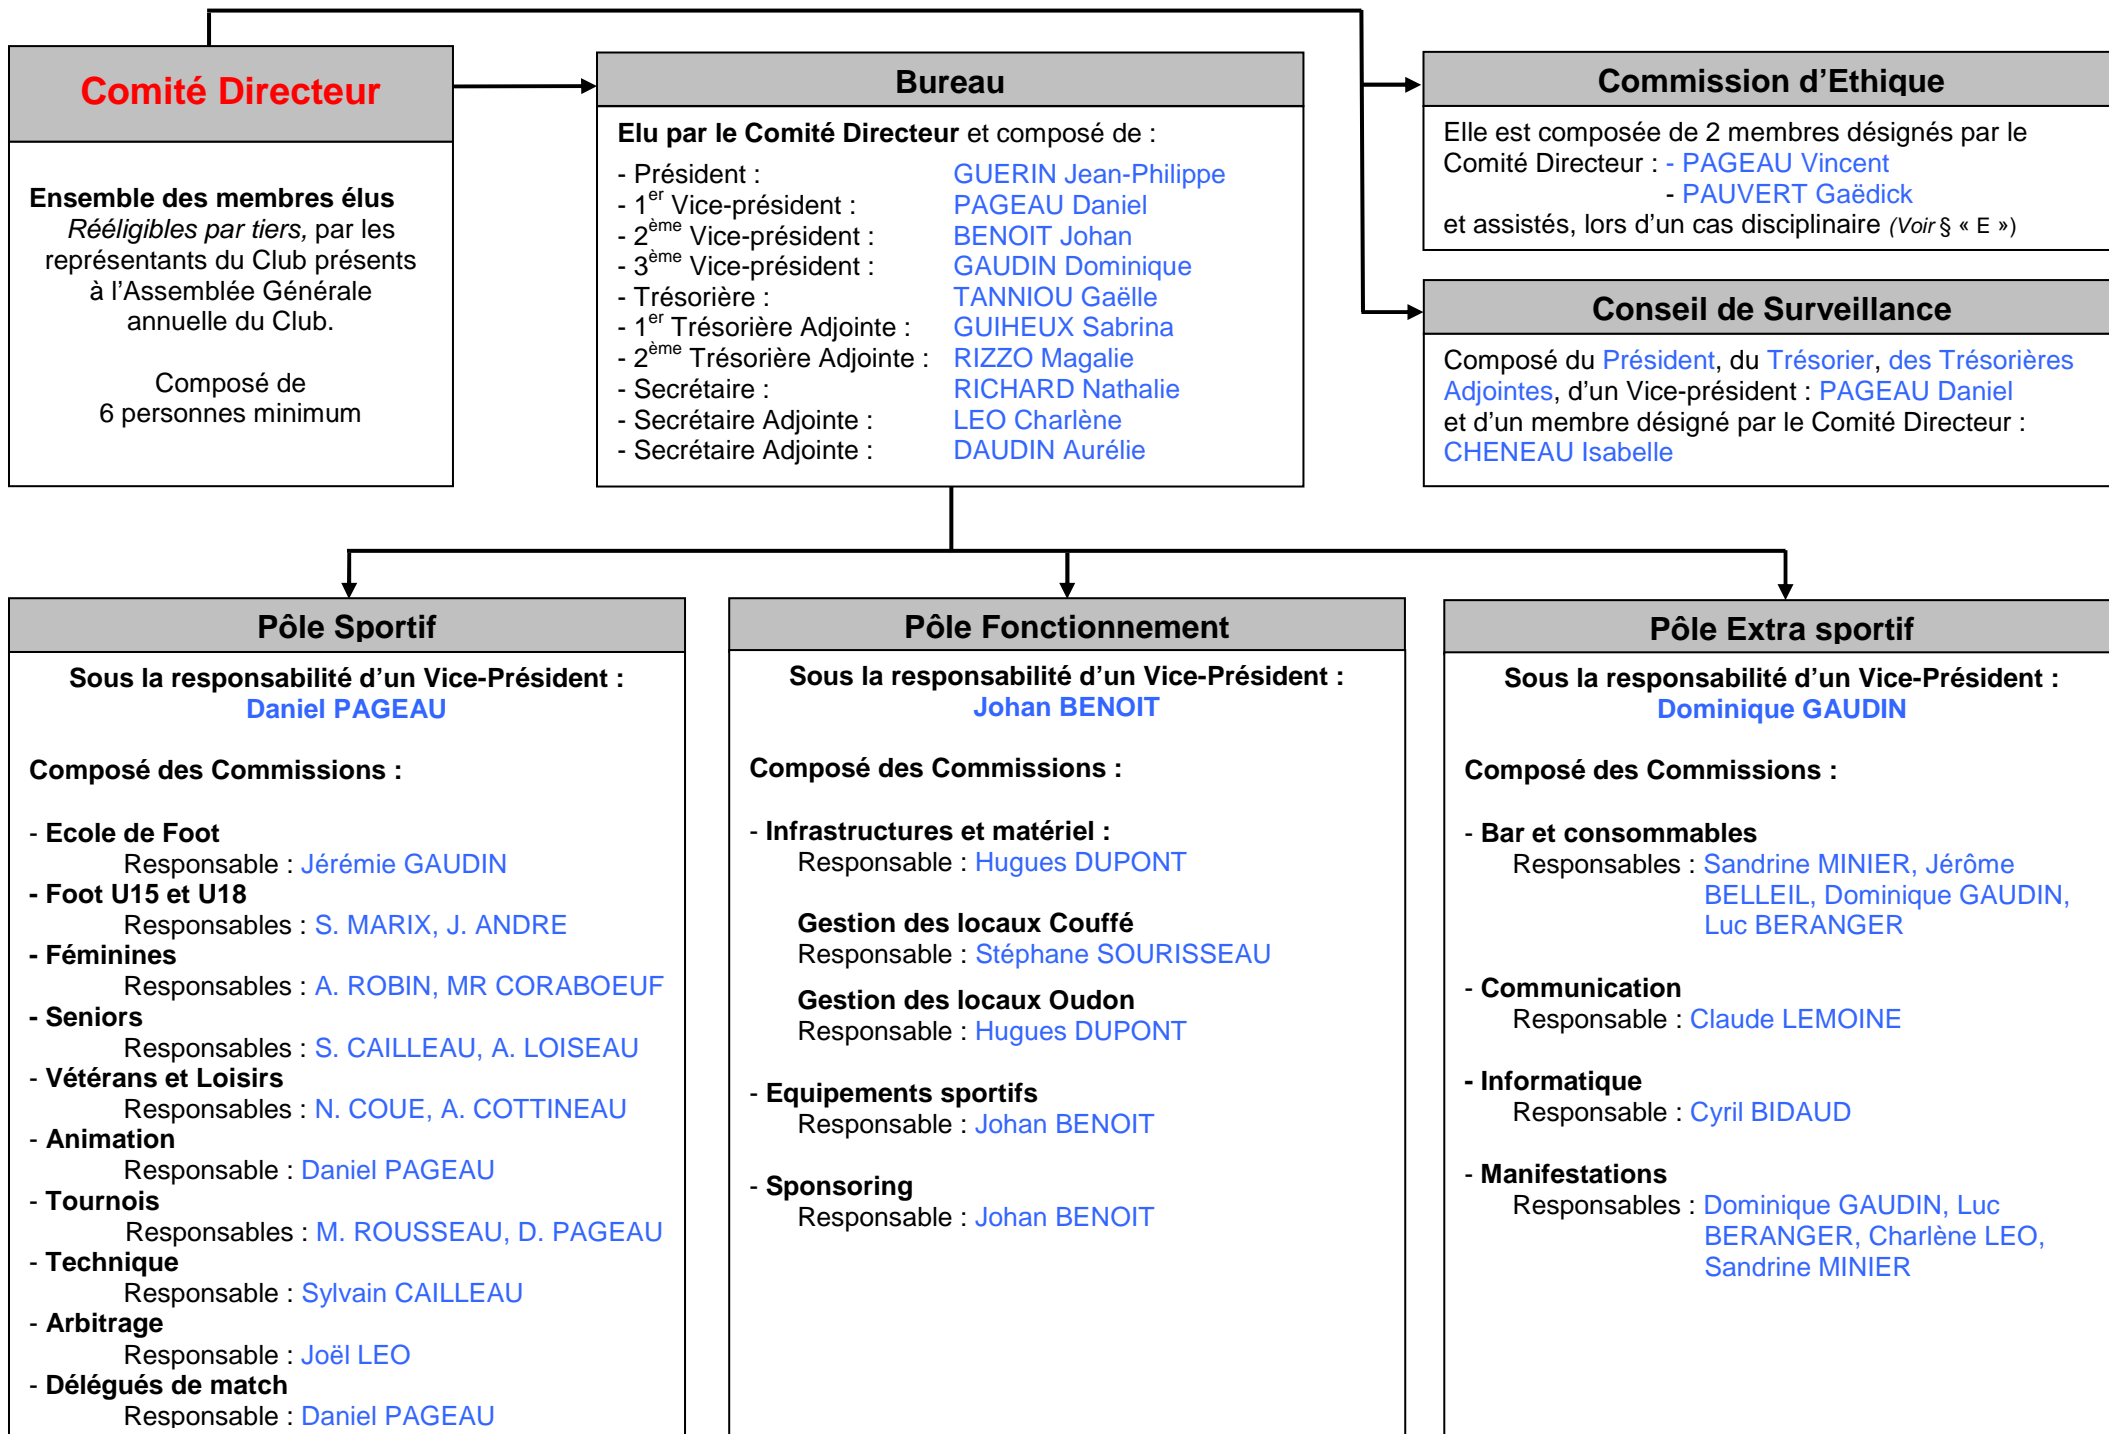 Comité Directeur
Ensemble des membres élus
Rééligibles par tiers, par les
représentants du Club présents
à l’Assemblée Générale
annuelle du Club.
Composé de
6 personnes minimum
Bureau
Elu par le Comité Directeur et composé de :
- Président : GUERIN Jean-Philippe
- 1er Vice-président : PAGEAU Daniel
- 2ème Vice-président : BENOIT Johan
- 3ème Vice-président : GAUDIN Dominique
- Trésorière : TANNIOU Gaëlle
- 1er Trésorière Adjointe : GUIHEUX Sabrina
- 2ème Trésorière Adjointe : RIZZO Magalie
- Secrétaire : RICHARD Nathalie
- Secrétaire Adjointe : LEO Charlène
- Secrétaire Adjointe : DAUDIN Aurélie
Commission d’Ethique
Elle est composée de 2 membres désignés par le
Comité Directeur : - PAGEAU Vincent
- PAUVERT Gaëdick
et assistés, lors d’un cas disciplinaire (Voir § « E »)
Conseil de Surveillance
Composé du Président, du Trésorier, des Trésorières
Adjointes, d’un Vice-président : PAGEAU Daniel
et d’un membre désigné par le Comité Directeur :
CHENEAU Isabelle
Pôle Sportif
Sous la responsabilité d’un Vice-Président :
Daniel PAGEAU
Composé des Commissions :
- Ecole de Foot
Responsable : Jérémie GAUDIN
- Foot U15 et U18
Responsables : S. MARIX, J. ANDRE
- Féminines
Responsables : A. ROBIN, MR CORABOEUF
- Seniors
Responsables : S. CAILLEAU, A. LOISEAU
- Vétérans et Loisirs
Responsables : N. COUE, A. COTTINEAU
- Animation
Responsable : Daniel PAGEAU
- Tournois
Responsables : M. ROUSSEAU, D. PAGEAU
- Technique
Responsable : Sylvain CAILLEAU
- Arbitrage
Responsable : Joël LEO
- Délégués de match
Responsable : Daniel PAGEAU
Pôle Fonctionnement
Sous la responsabilité d’un Vice-Président :
Johan BENOIT
Composé des Commissions :
- Infrastructures et matériel :
Responsable : Hugues DUPONT
Gestion des locaux Couffé
Responsable : Stéphane SOURISSEAU
Gestion des locaux Oudon
Responsable : Hugues DUPONT
- Equipements sportifs
Responsable : Johan BENOIT
- Sponsoring
Responsable : Johan BENOIT
Pôle Extra sportif
Sous la responsabilité d’un Vice-Président :
Dominique GAUDIN
Composé des Commissions :
- Bar et consommables
Responsables : Sandrine MINIER, Jérôme
BELLEIL, Dominique GAUDIN,
Luc BERANGER
- Communication
Responsable : Claude LEMOINE
- Informatique
Responsable : Cyril BIDAUD
- Manifestations
Responsables : Dominique GAUDIN, Luc
BERANGER, Charlène LEO,
Sandrine MINIER